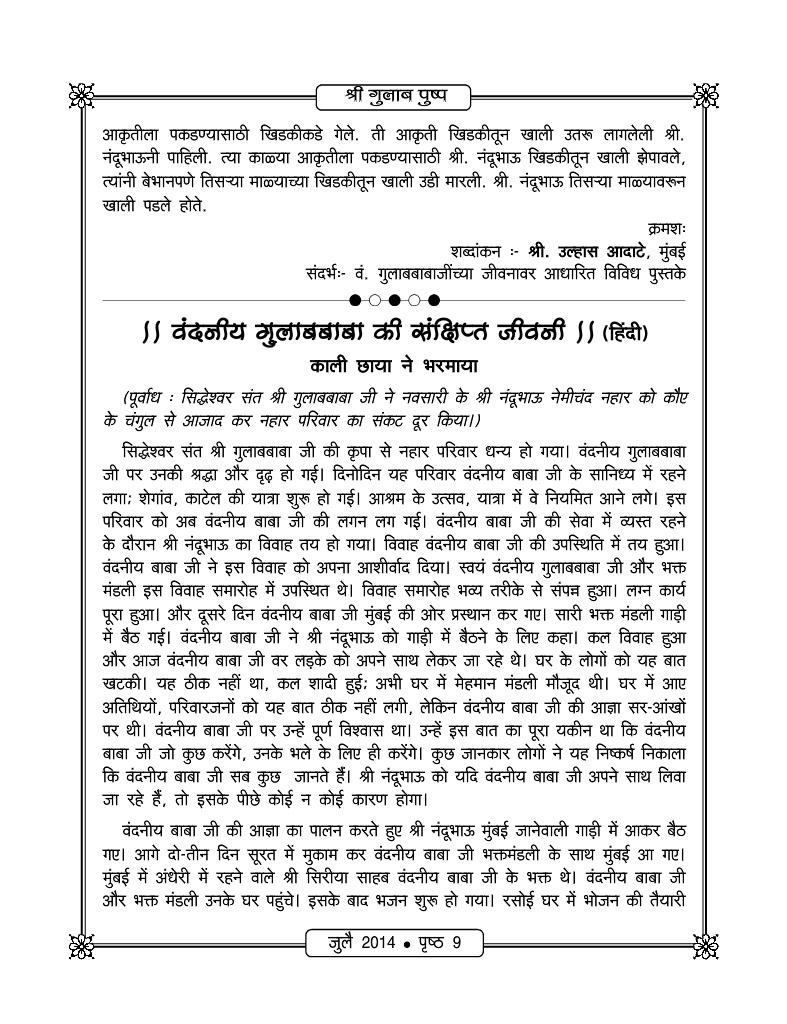 श्री गुलाब पुष्प
आकृतीला पकडण्यासाठी खिडकीकडे गेले. ती आकृती खिडकीतून खाली उतरू लागलेली श्री.
नंदूभाऊनी पाहिली. त्या काळ्या आकृतीला पकडण्यासाठी श्री. नंदूभाऊ खिडकीतून खाली झेपावले,
त्यांनी बेभानपणे तिसऱ्या माळ्याच्या खिडकीतून खाली उडी मारली. श्री. नंदूभाऊ तिसऱ्या माळ्यावरून
खाली पडले होते.
क्रमशः
शब्दांकन :- श्री. उल्हास आदाटे, मुंबई
संदर्भः- वं. गुलाबबाबाजींच्या जीवनावर आधारित विविध पुस्तके
।। वंदनीय गुलाबबाबा की संक्षिप्त जीवनी ।। (हिंदी)
काली छाया ने भरमाया
(पूर्वाध : सिद्धेश्वर संत श्री गुलाबबाबा जी ने नवसारी के श्री नंदूभाऊ नेमीचंद नहार को कौए
के चंगुल से आजाद कर नहार परिवार का संकट दूर किया।)
सिद्धेश्वर संत श्री गुलाबबाबा जी की कृपा से नहार परिवार धन्य हो गया। वंदनीय गुलाबबाबा
जी पर उनकी श्रद्धा और दृढ़ हो गई। दिनोदिन यह परिवार वंदनीय बाबा जी के सानिध्य में रहने
लगा; शेगांव, काटेल की यात्रा शुरू हो गई। आश्रम के उत्सव, यात्रा में वे नियमित आने लगे। इस
परिवार को अब वंदनीय बाबा जी की लगन लग गई। वंदनीय बाबा जी की सेवा में व्यस्त रहने
के दौरान श्री नंदूभाऊ का विवाह तय हो गया। विवाह वंदनीय बाबा जी की उपस्थिति में तय हुआ।
वंदनीय बाबा जी ने इस विवाह को अपना आशीर्वाद दिया। स्वयं वंदनीय गुलाबबाबा जी और भक्त
मंडली इस विवाह समारोह में उपस्थित थे। विवाह समारोह भव्य तरीके से संपन्न हुआ। लग्न कार्य
पूरा हुआ। और दूसरे दिन वंदनीय बाबा जी मुंबई की ओर प्रस्थान कर गए। सारी भक्त मंडली गाड़ी
में बैठ गई। वंदनीय बाबा जी ने श्री नंदूभाऊ को गाड़ी में बैठने के लिए कहा। कल विवाह हुआ
और आज वंदनीय बाबा जी वर लड़के को अपने साथ लेकर जा रहे थे। घर के लोगों को यह बात
खटकी। यह ठीक नहीं था, कल शादी हुई; अभी घर में मेहमान मंडली मौजूद थी। घर में आए
अतिथियों, परिवारजनों को यह बात ठीक नहीं लगी, लेकिन वंदनीय बाबा जी की आज्ञा सर-आंखों
पर थी। वंदनीय बाबा जी पर उन्हें पूर्ण विश्वास था। उन्हें इस बात का पूरा यकीन था कि वंदनीय
बाबा जी जो कुछ करेंगे, उनके भले के लिए ही करेंगे। कुछ जानकार लोगों ने यह निष्कर्ष निकाला
कि वंदनीय बाबा जी सब कुछ जानते हैं। श्री नंदूभाऊ को यदि वंदनीय बाबा जी अपने साथ लिवा
जा रहे हैं, तो इसके पीछे कोई न कोई कारण होगा।
वंदनीय बाबा जी की आज्ञा का पालन करते हुए श्री नंदूभाऊ मुंबई जानेवाली गाड़ी में आकर बैठ
गए। आगे दो-तीन दिन सूरत में मुकाम कर वंदनीय बाबा जी भक्तमंडली के साथ मुंबई आ गए।
मुंबई में अंधेरी में रहने वाले श्री सिरीया साहब वंदनीय बाबा जी के भक्त थे। वंदनीय बाबा जी
और भक्त मंडली उनके घर पहुंचे। इसके बाद भजन शुरू हो गया। रसोई घर में भोजन की तैयारी
जुलै 2014 ● पृष्ठ 9